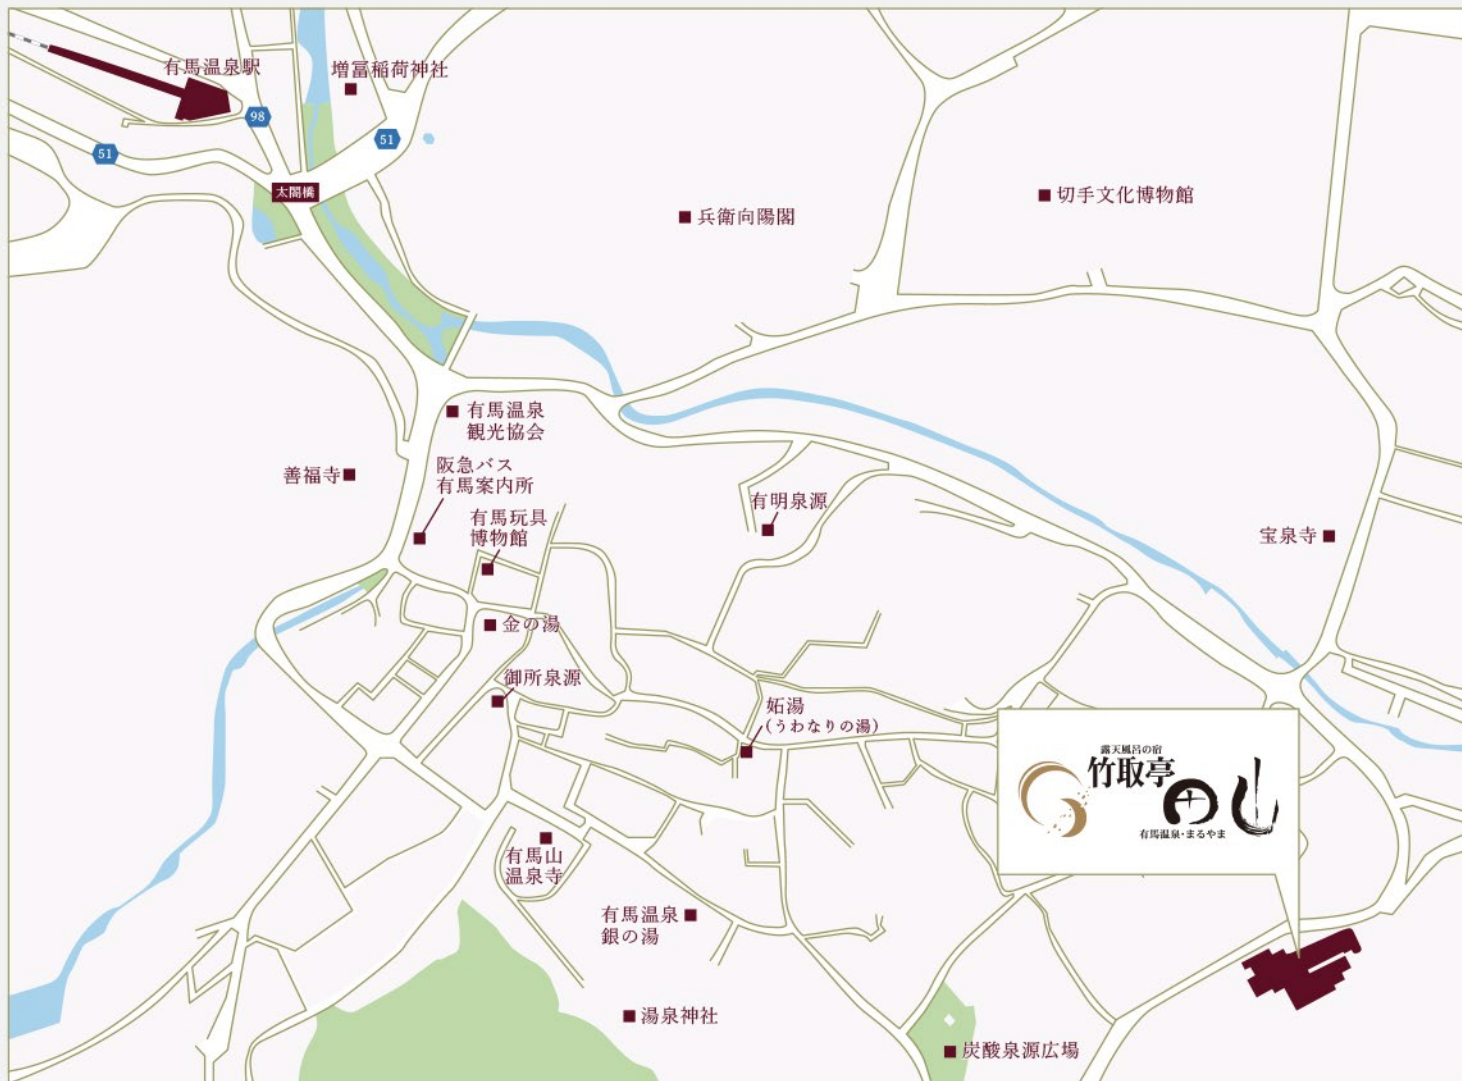 有馬温泉駅
増冨稲荷神社
98
51
51
太閤橋
切手文化博物館
兵衛向陽閣
有馬温泉
観光協会
阪急バス
有馬案内所
善福寺
有馬玩具
博物館
有明泉源
宝泉寺
金の湯
御所泉源
妬湯
(うわなりの湯)
露天風呂の宿
竹取亭
円山
有馬温泉・まるやま
有馬山
温泉寺
有馬温泉
銀の湯
湯泉神社
炭酸泉源広場